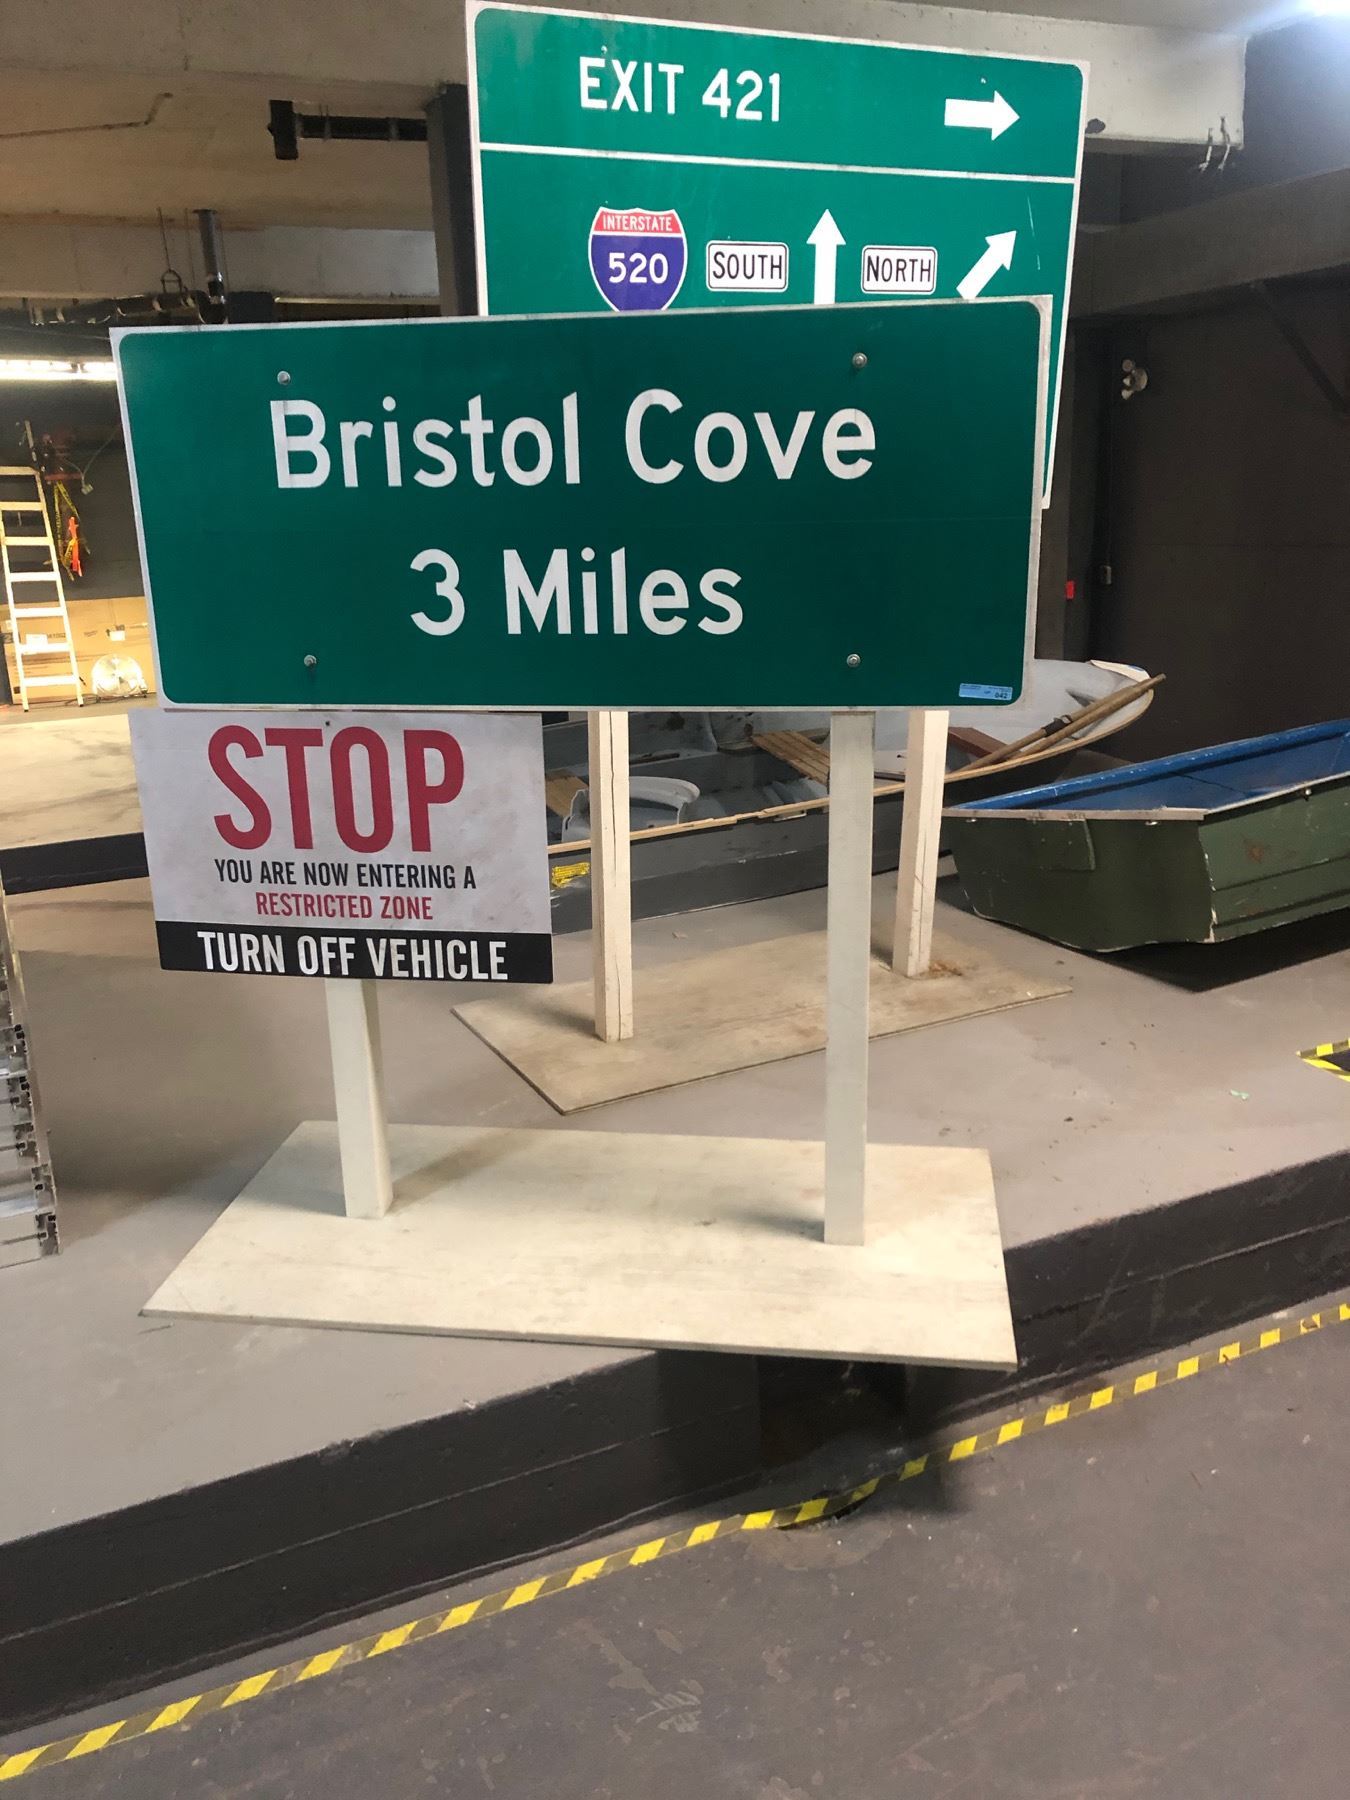 EXIT 421
INTERSTATE
520
SOUTH
NORTH
Bristol Cove
3 Miles
042
STOP
YOU ARE NOW ENTERING A
RESTRICTED ZONE
TURN OFF VEHICLE